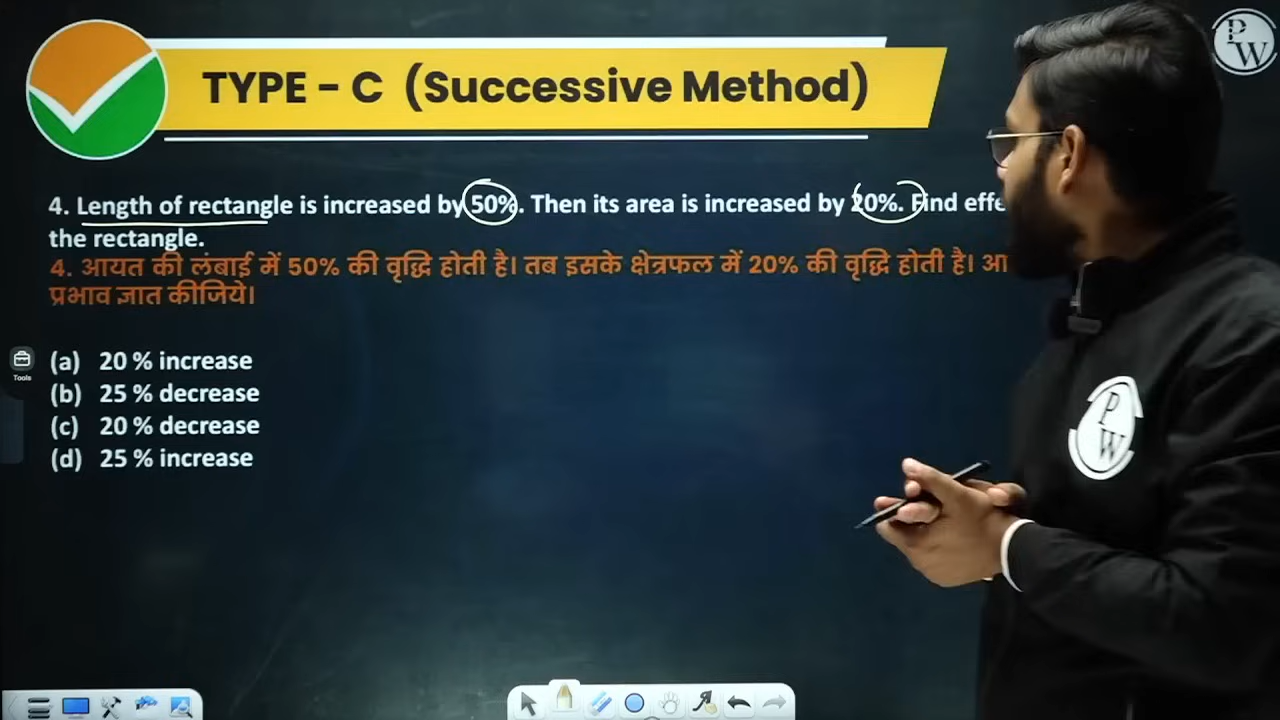 TYPE - C (Successive Method)
PW
4. Length of rectangle is increased by 50%. Then its area is increased by 20%. Find
the rectangle.
4. आयत की लंबाई में 50% की वृद्धि होती है। तब इसके क्षेत्रफल में 20% की वृद्धि होती है।
प्रभाव ज्ञात कीजिये।
Tools
(a) 20 % increase
(b) 25 % decrease
(c) 20 % decrease
(d) 25 % increase
PW